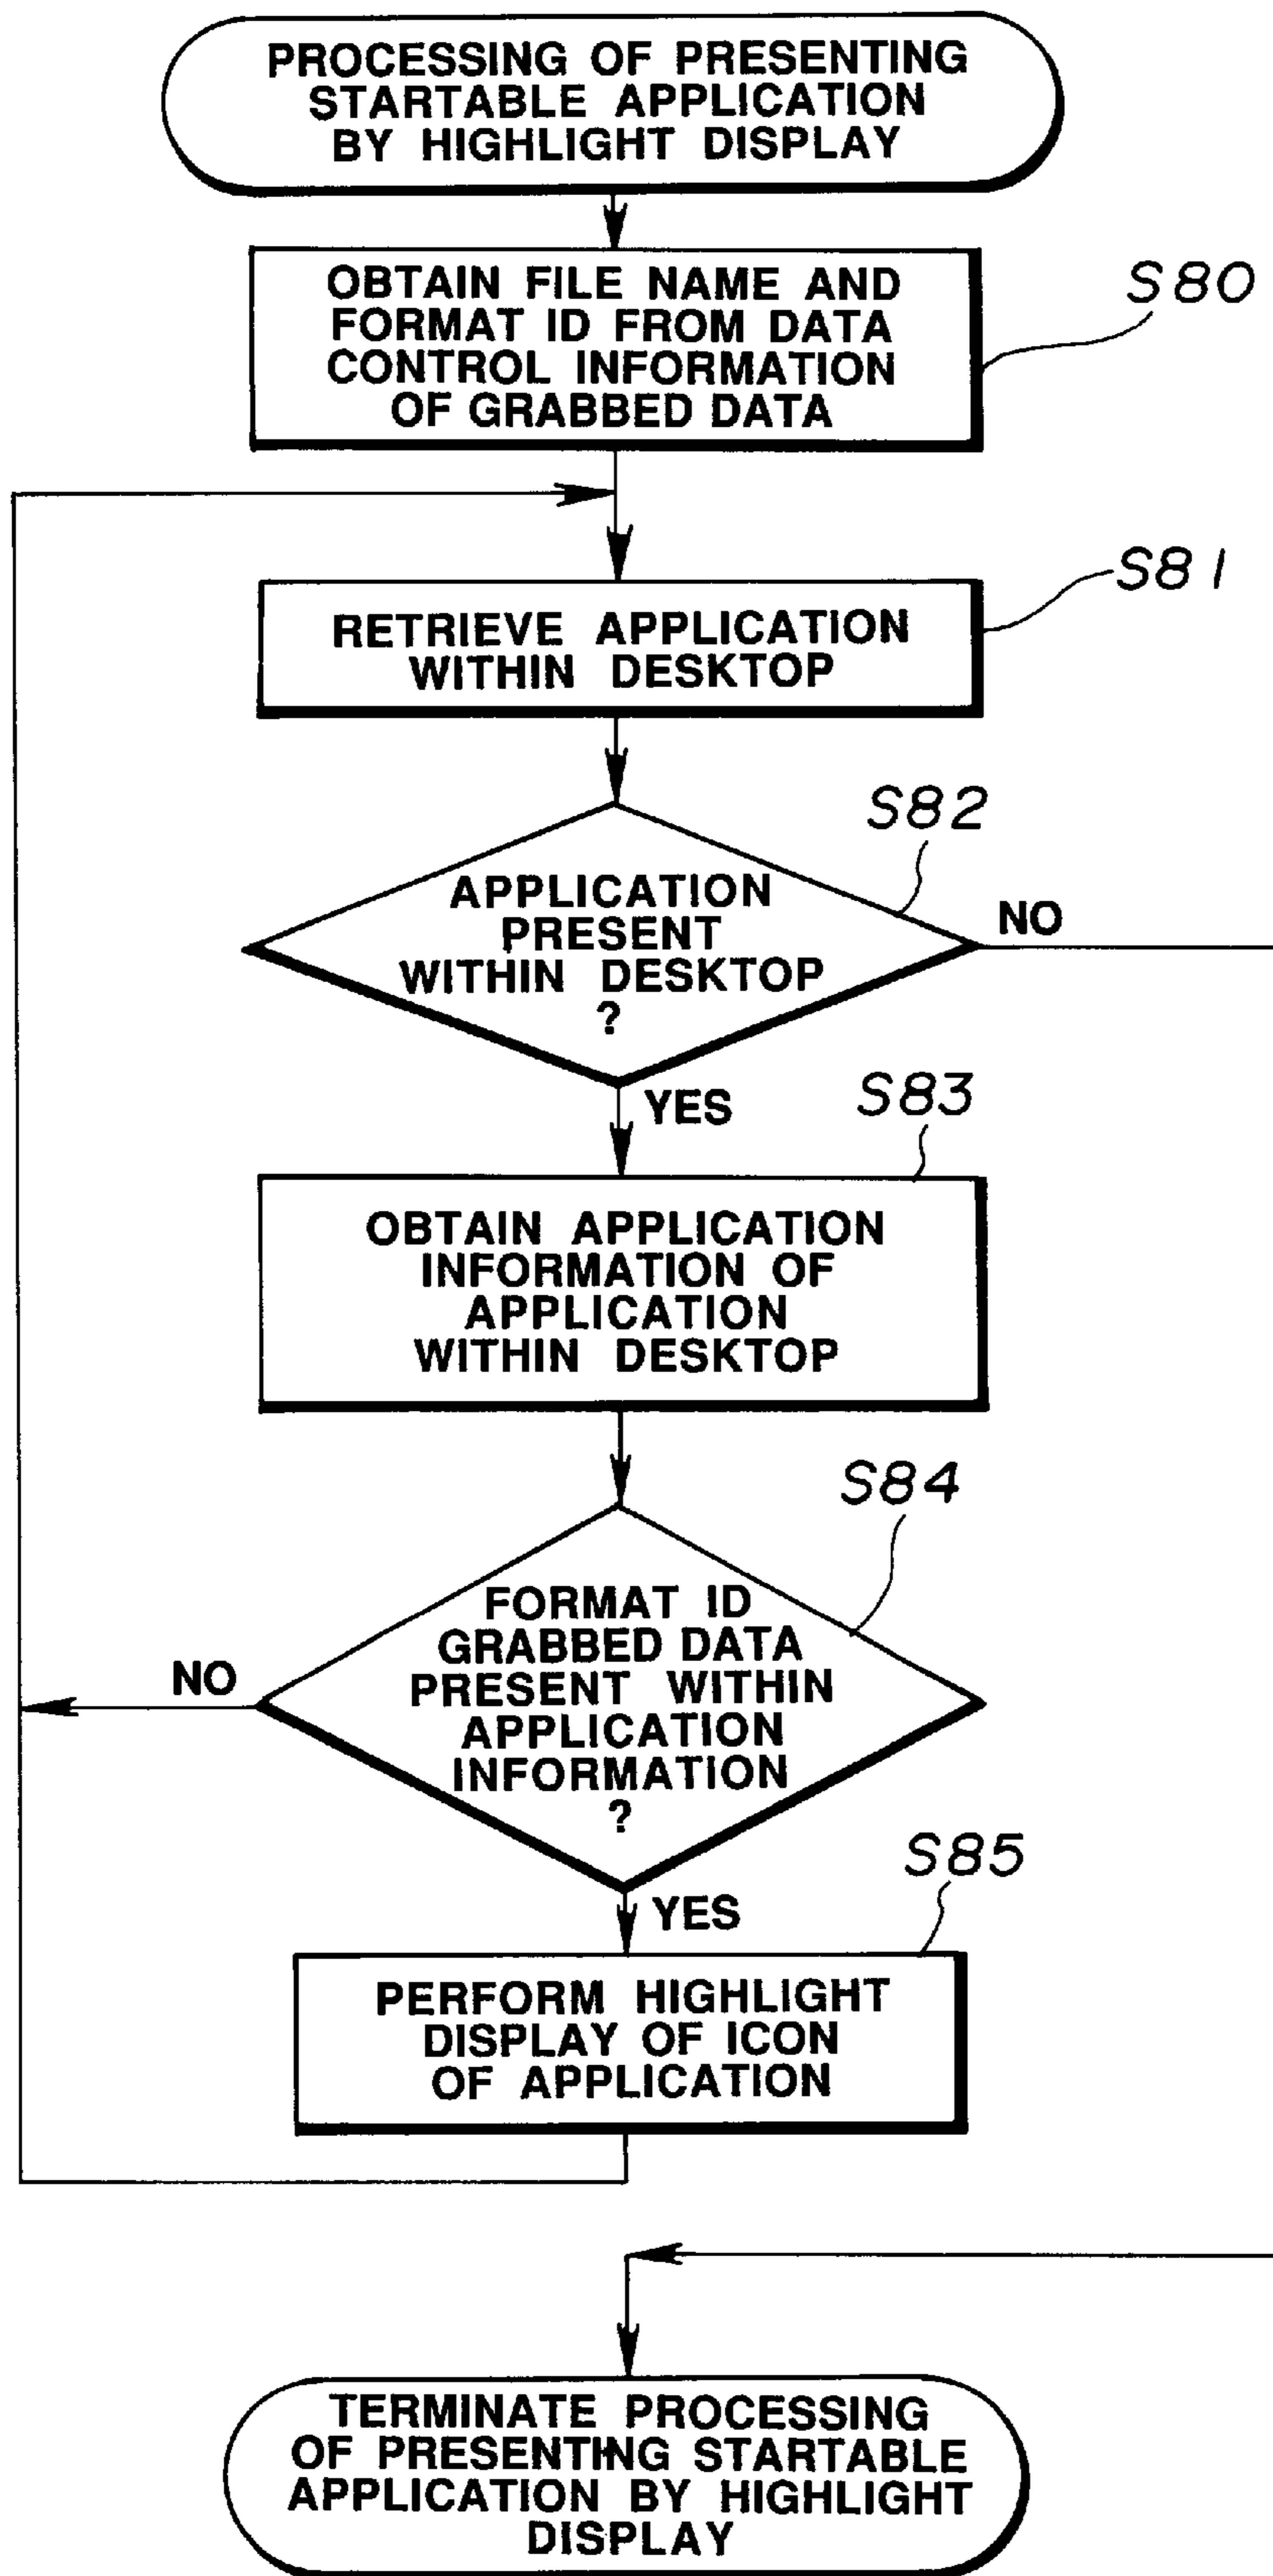 PROCESSING OF PRESENTING
STARTABLE APPLICATION
BY HIGHLIGHT DISPLAY
OBTAIN FILE NAME AND
FORMAT ID FROM DATA
CONTROL INFORMATION
OF GRABBED DATA
S80
RETRIEVE APPLICATION
WITHIN DESKTOP
S81
S82
APPLICATION
PRESENT
WITHIN DESKTOP
?
NO
YES
S83
OBTAIN APPLICATION
INFORMATION OF
APPLICATION
WITHIN DESKTOP
S84
FORMAT ID
GRABBED DATA
PRESENT WITHIN
APPLICATION
INFORMATION
?
NO
YES
S85
PERFORM HIGHLIGHT
DISPLAY OF ICON
OF APPLICATION
TERMINATE PROCESSING
OF PRESENTING STARTABLE
APPLICATION BY HIGHLIGHT
DISPLAY